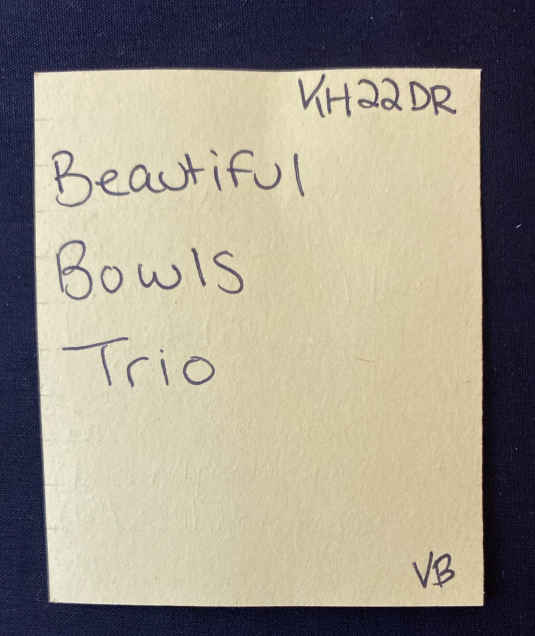 KH22DR
Beautiful
Bowls
Trio
VB